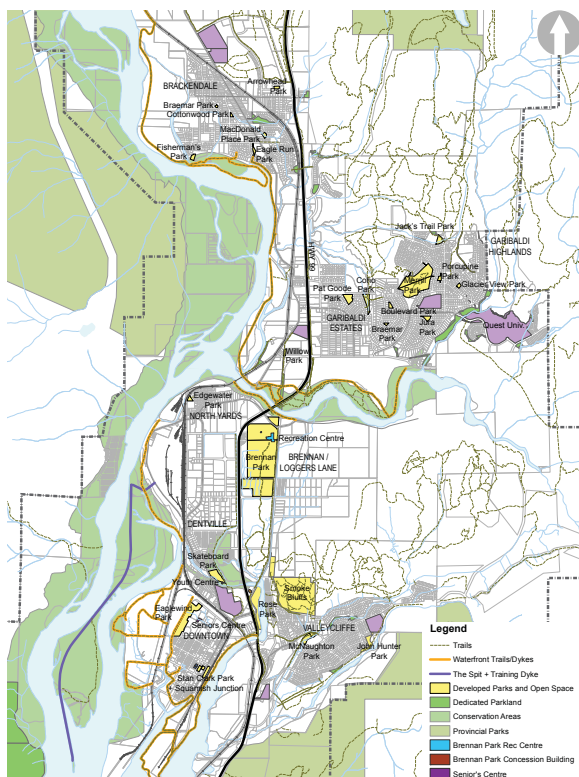 Arrowhead
Park
BRACKENDALE
Braemar Park
Cottonwood Park
MacDonald
Place Park
Fisherman's
Park
Eagle Run
Park
HWY 99
Jack's Trail Park
GARIBALDI
HIGHLANDS
Porcupine
Park
Merrill
Park
Glacier View Park
Coho
Park
Pat Goode
Park
Boulevard Park
GARIBALDI
ESTATES
Jura
Park
Quest Univ.
Braemar
Park
Willow
Park
Edgewater
Park
NORTH YARDS
Recreation Centre
Brennan
Park
BRENNAN /
LOGGERS LANE
DENTVILLE
Skateboard
Park
Youth Centre
Smoke
Bluffs
Eaglewind
Park
Rose
Park
Seniors Centre
DOWNTOWN
VALLEYCLIFFE
McNaughton
Park
John Hunter
Park
Stan Clark Park
Squamish Junction
Legend
Trails
Waterfront Trails/Dykes
The Spit + Training Dyke
Developed Parks and Open Space
Dedicated Parkland
Conservation Areas
Provincial Parks
Brennan Park Rec Centre
Brennan Park Concession Building
Senior's Centre